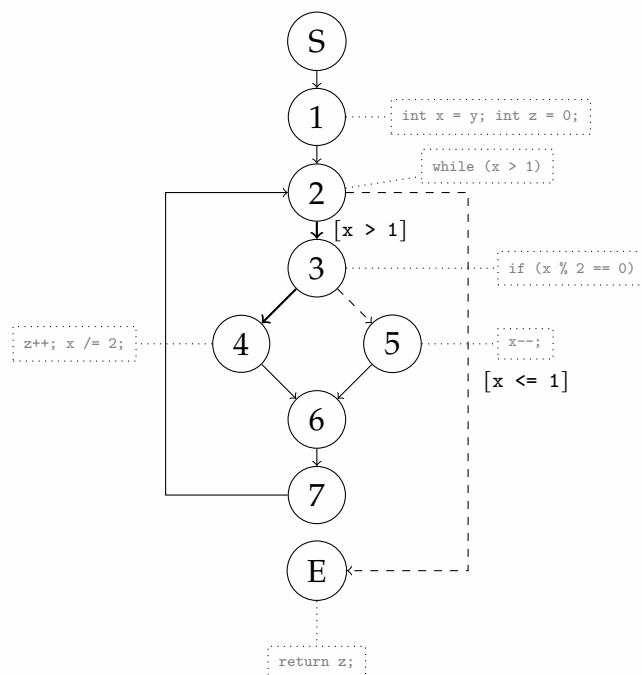 S
1
int x = y; int z = 0;
while (x > 1)
2
[x > 1]
3
if (x % 2 == 0)
z++; x /= 2;
4
5
x--;
[x <= 1]
6
7
E
return z;